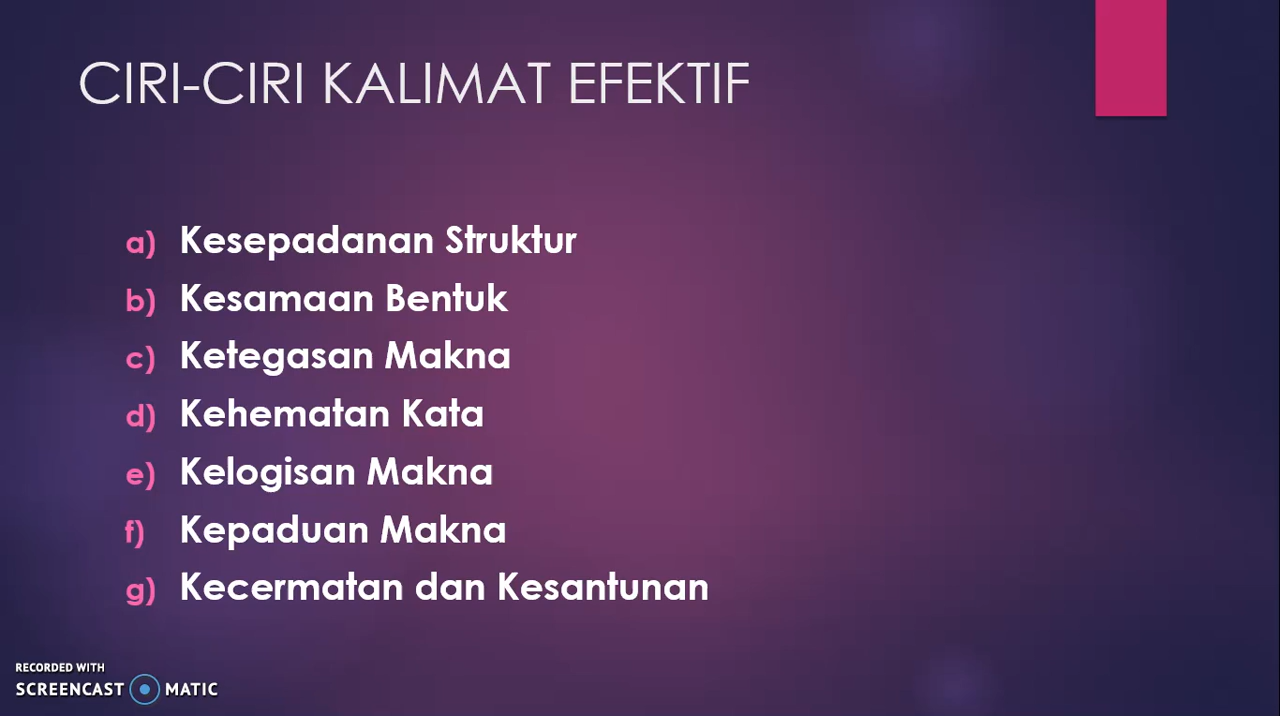 CIRI-CIRI KALIMAT EFEKTIF
a) Kesepadanan Struktur
b) Kesamaan Bentuk
c) Ketegasan Makna
d) Kehematan Kata
e) Kelogisan Makna
f) Kepaduan Makna
g) Kecermatan dan Kesantunan
RECORDED WITH
SCREENCAST MATIC